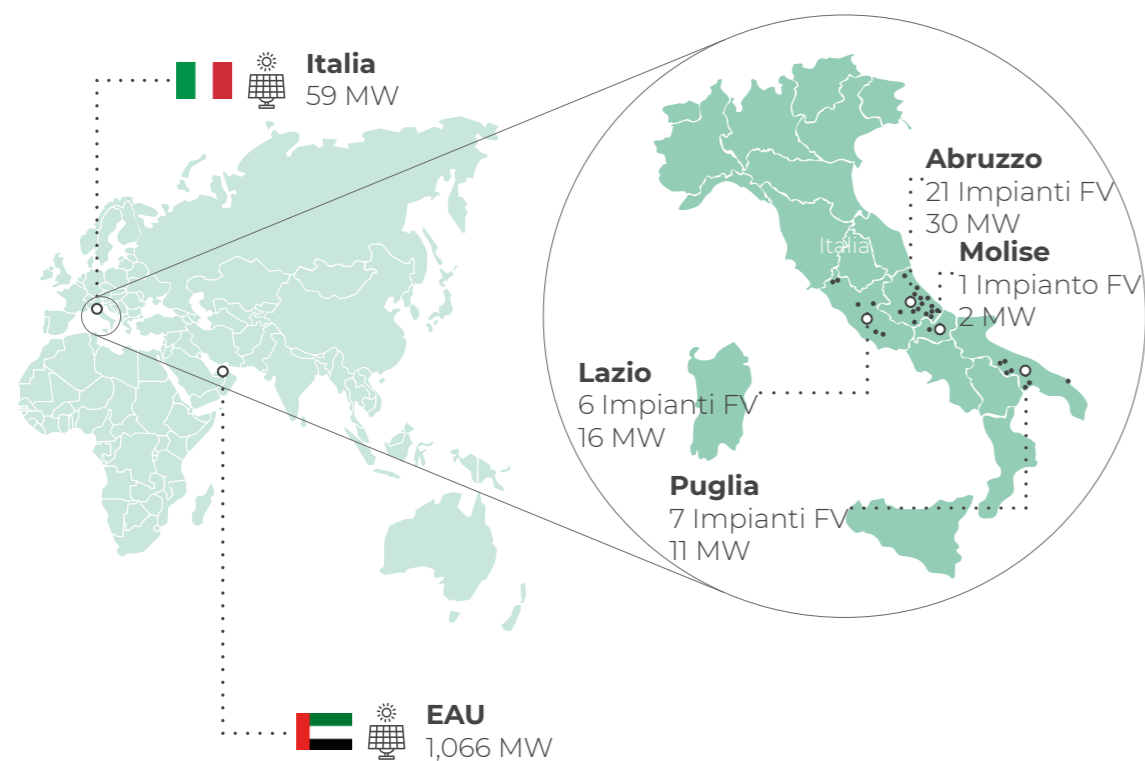 Italia
59 MW
Abruzzo
21 Impianti FV
30 MW
Italia
Molise
1 Impianto FV
2 MW
Lazio
6 Impianti FV
16 MW
Puglia
7 Impianti FV
11 MW
EAU
1,066 MW